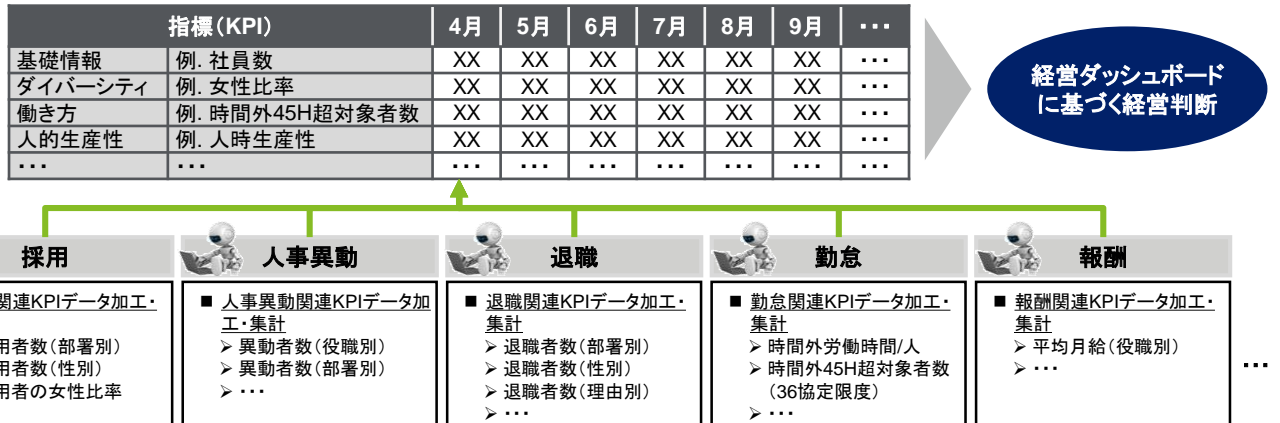 指標(KPI) 4月 5月 6月 7月 8月 9月 ･･･
基礎情報 例. 社員数 XX XX XX XX XX XX ･･･
ダイバーシティ 例. 女性比率 XX XX XX XX XX XX ･･･
働き方 例. 時間外45H超対象者数 XX XX XX XX XX XX ･･･
人的生産性 例. 人時生産性 XX XX XX XX XX XX ･･･
･･･ ･･･ ･･･ ･･･ ･･･ ･･･ ･･･ ･･･ ･･･
経営ダッシュボード
に基づく経営判断
採用
関連KPIデータ加工・
用者数(部署別)
用者数(性別)
用者の女性比率
人事異動
■ 人事異動関連KPIデータ加
工・集計
➢ 異動者数(役職別)
➢ 異動者数(部署別)
➢ ･･･
退職
■ 退職関連KPIデータ加工・
集計
➢ 退職者数(部署別)
➢ 退職者数(性別)
➢ 退職者数(理由別)
➢ ･･･
勤怠
■ 勤怠関連KPIデータ加工・
集計
➢ 時間外労働時間/人
➢ 時間外45H超対象者数
(36協定限度)
➢ ･･･
報酬
■ 報酬関連KPIデータ加工・
集計
➢ 平均月給(役職別)
➢ ･･･
…